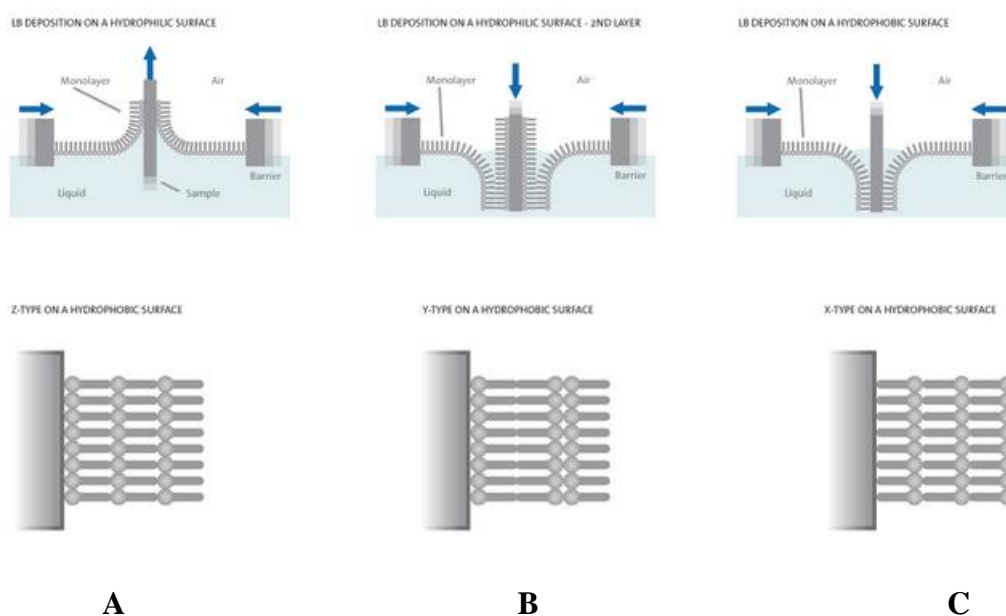 LB DEPOSITION ON A HYDROPHILIC SURFACE
LB DEPOSITION ON A HYDROPHILIC SURFACE - 2ND LAYER
LB DEPOSITION ON A HYDROPHOBIC SURFACE
Monolayer
Air
Liquid
Sample
Barrier
Monolayer
Air
Liquid
Barrier
Monolayer
Air
Liquid
Barrier
Z-TYPE ON A HYDROPHOBIC SURFACE
Y-TYPE ON A HYDROPHOBIC SURFACE
X-TYPE ON A HYDROPHOBIC SURFACE
A
B
C